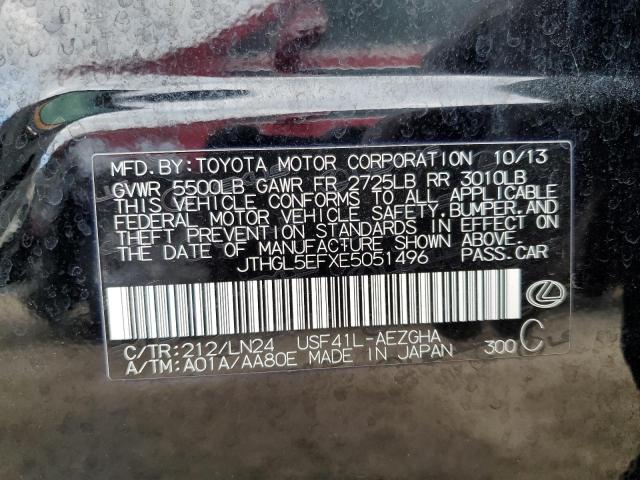 MFD.BY:TOYOTA MOTOR CORPORATION 10/13
GVWR 5500LB GAWR FR 2725LB RR 3010LB
THIS VEHICLE CONFORMS TO ALL APPLICABLE
FEDERAL MOTOR VEHICLE SAFETY,BUMPER,AND
THEFT PREVENTION STANDARDS IN EFFECT ON
THE DATE OF MANUFACTURE SHOWN ABOVE.
JTHGL5EFXE5051496 PASS.CAR
C/TR:212/LN24 USF41L-AEZGHA
A/TM:A01A/AA80E MADE IN JAPAN 300 C